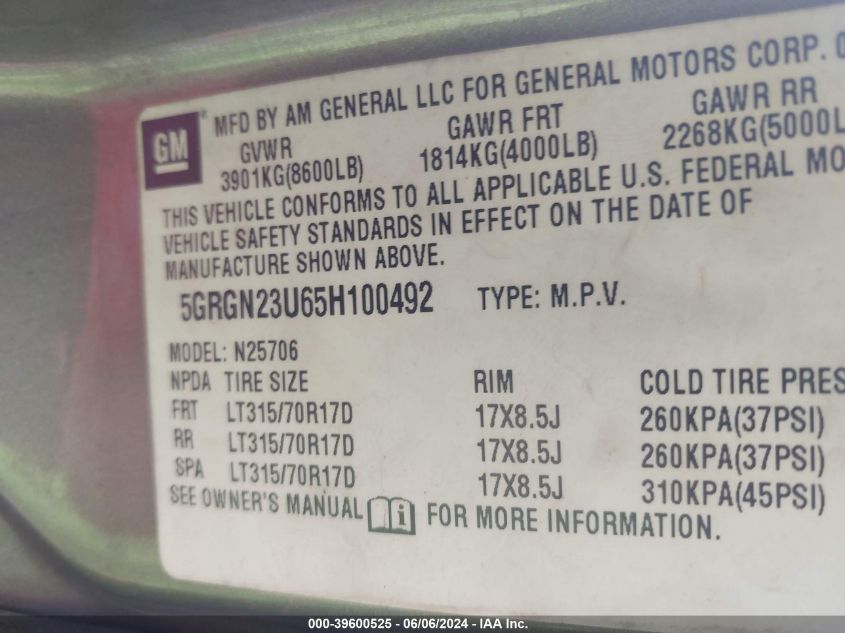 GM ® MFD BY AM GENERAL LLC FOR GENERAL MOTORS CORP.
GVWR GAWR FRT GAWR RR
3901KG(8600LB) 1814KG(4000LB) 2268KG(5000L
THIS VEHICLE CONFORMS TO ALL APPLICABLE U.S. FEDERAL MO
VEHICLE SAFETY STANDARDS IN EFFECT ON THE DATE OF
MANUFACTURE SHOWN ABOVE.
5GRGN23U65H100492 TYPE: M.P.V.
MODEL: N25706
NPDA TIRE SIZE RIM COLD TIRE PRES
FRT LT315/70R17D 17X8.5J 260KPA(37PSI)
RR LT315/70R17D 17X8.5J 260KPA(37PSI)
SPA LT315/70R17D 17X8.5J 310KPA(45PSI)
SEE OWNER'S MANUAL i FOR MORE INFORMATION.
000-39600525 - 06/06/2024 - IAA Inc.